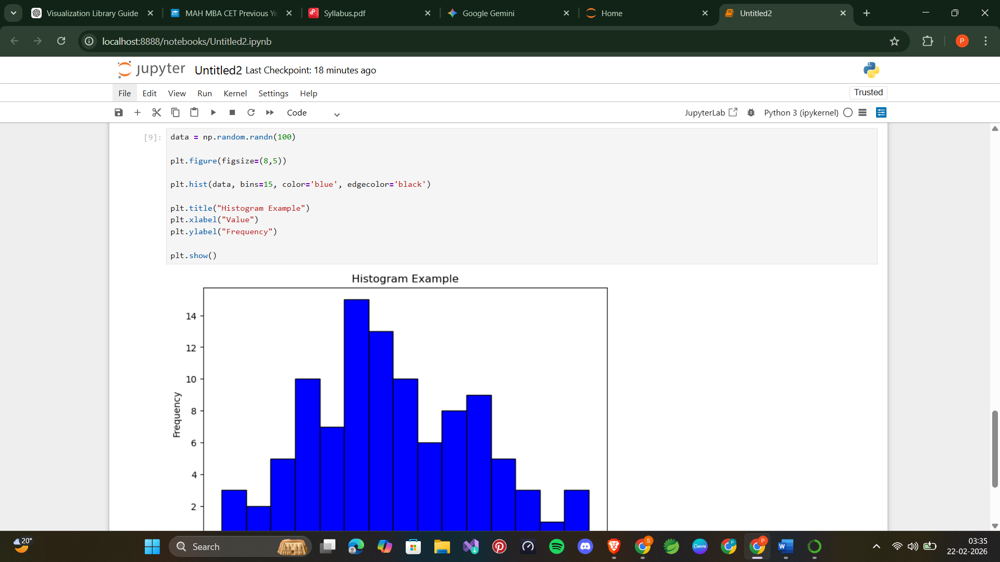 Visualization Library Guide
MAH MBA CET Previous Ye
Syllabus.pdf
Google Gemini
Home
Untitled2
localhost:8888/notebooks/Untitled2.ipynb
P
jupyter Untitled2 Last Checkpoint: 18 minutes ago
File Edit View Run Kernel Settings Help
Trusted
Code
JupyterLab
Python 3 (ipykernel)
[9]:
data = np.random.randn(100)
plt.figure(figsize=(8,5))
plt.hist(data, bins=15, color='blue', edgecolor='black')
plt.title("Histogram Example")
plt.xlabel("Value")
plt.ylabel("Frequency")
plt.show()
Histogram Example
14
12
10
8
6
4
2
Frequency
20°
Search
Canva
S
P
P
W
03:35
22-02-2026